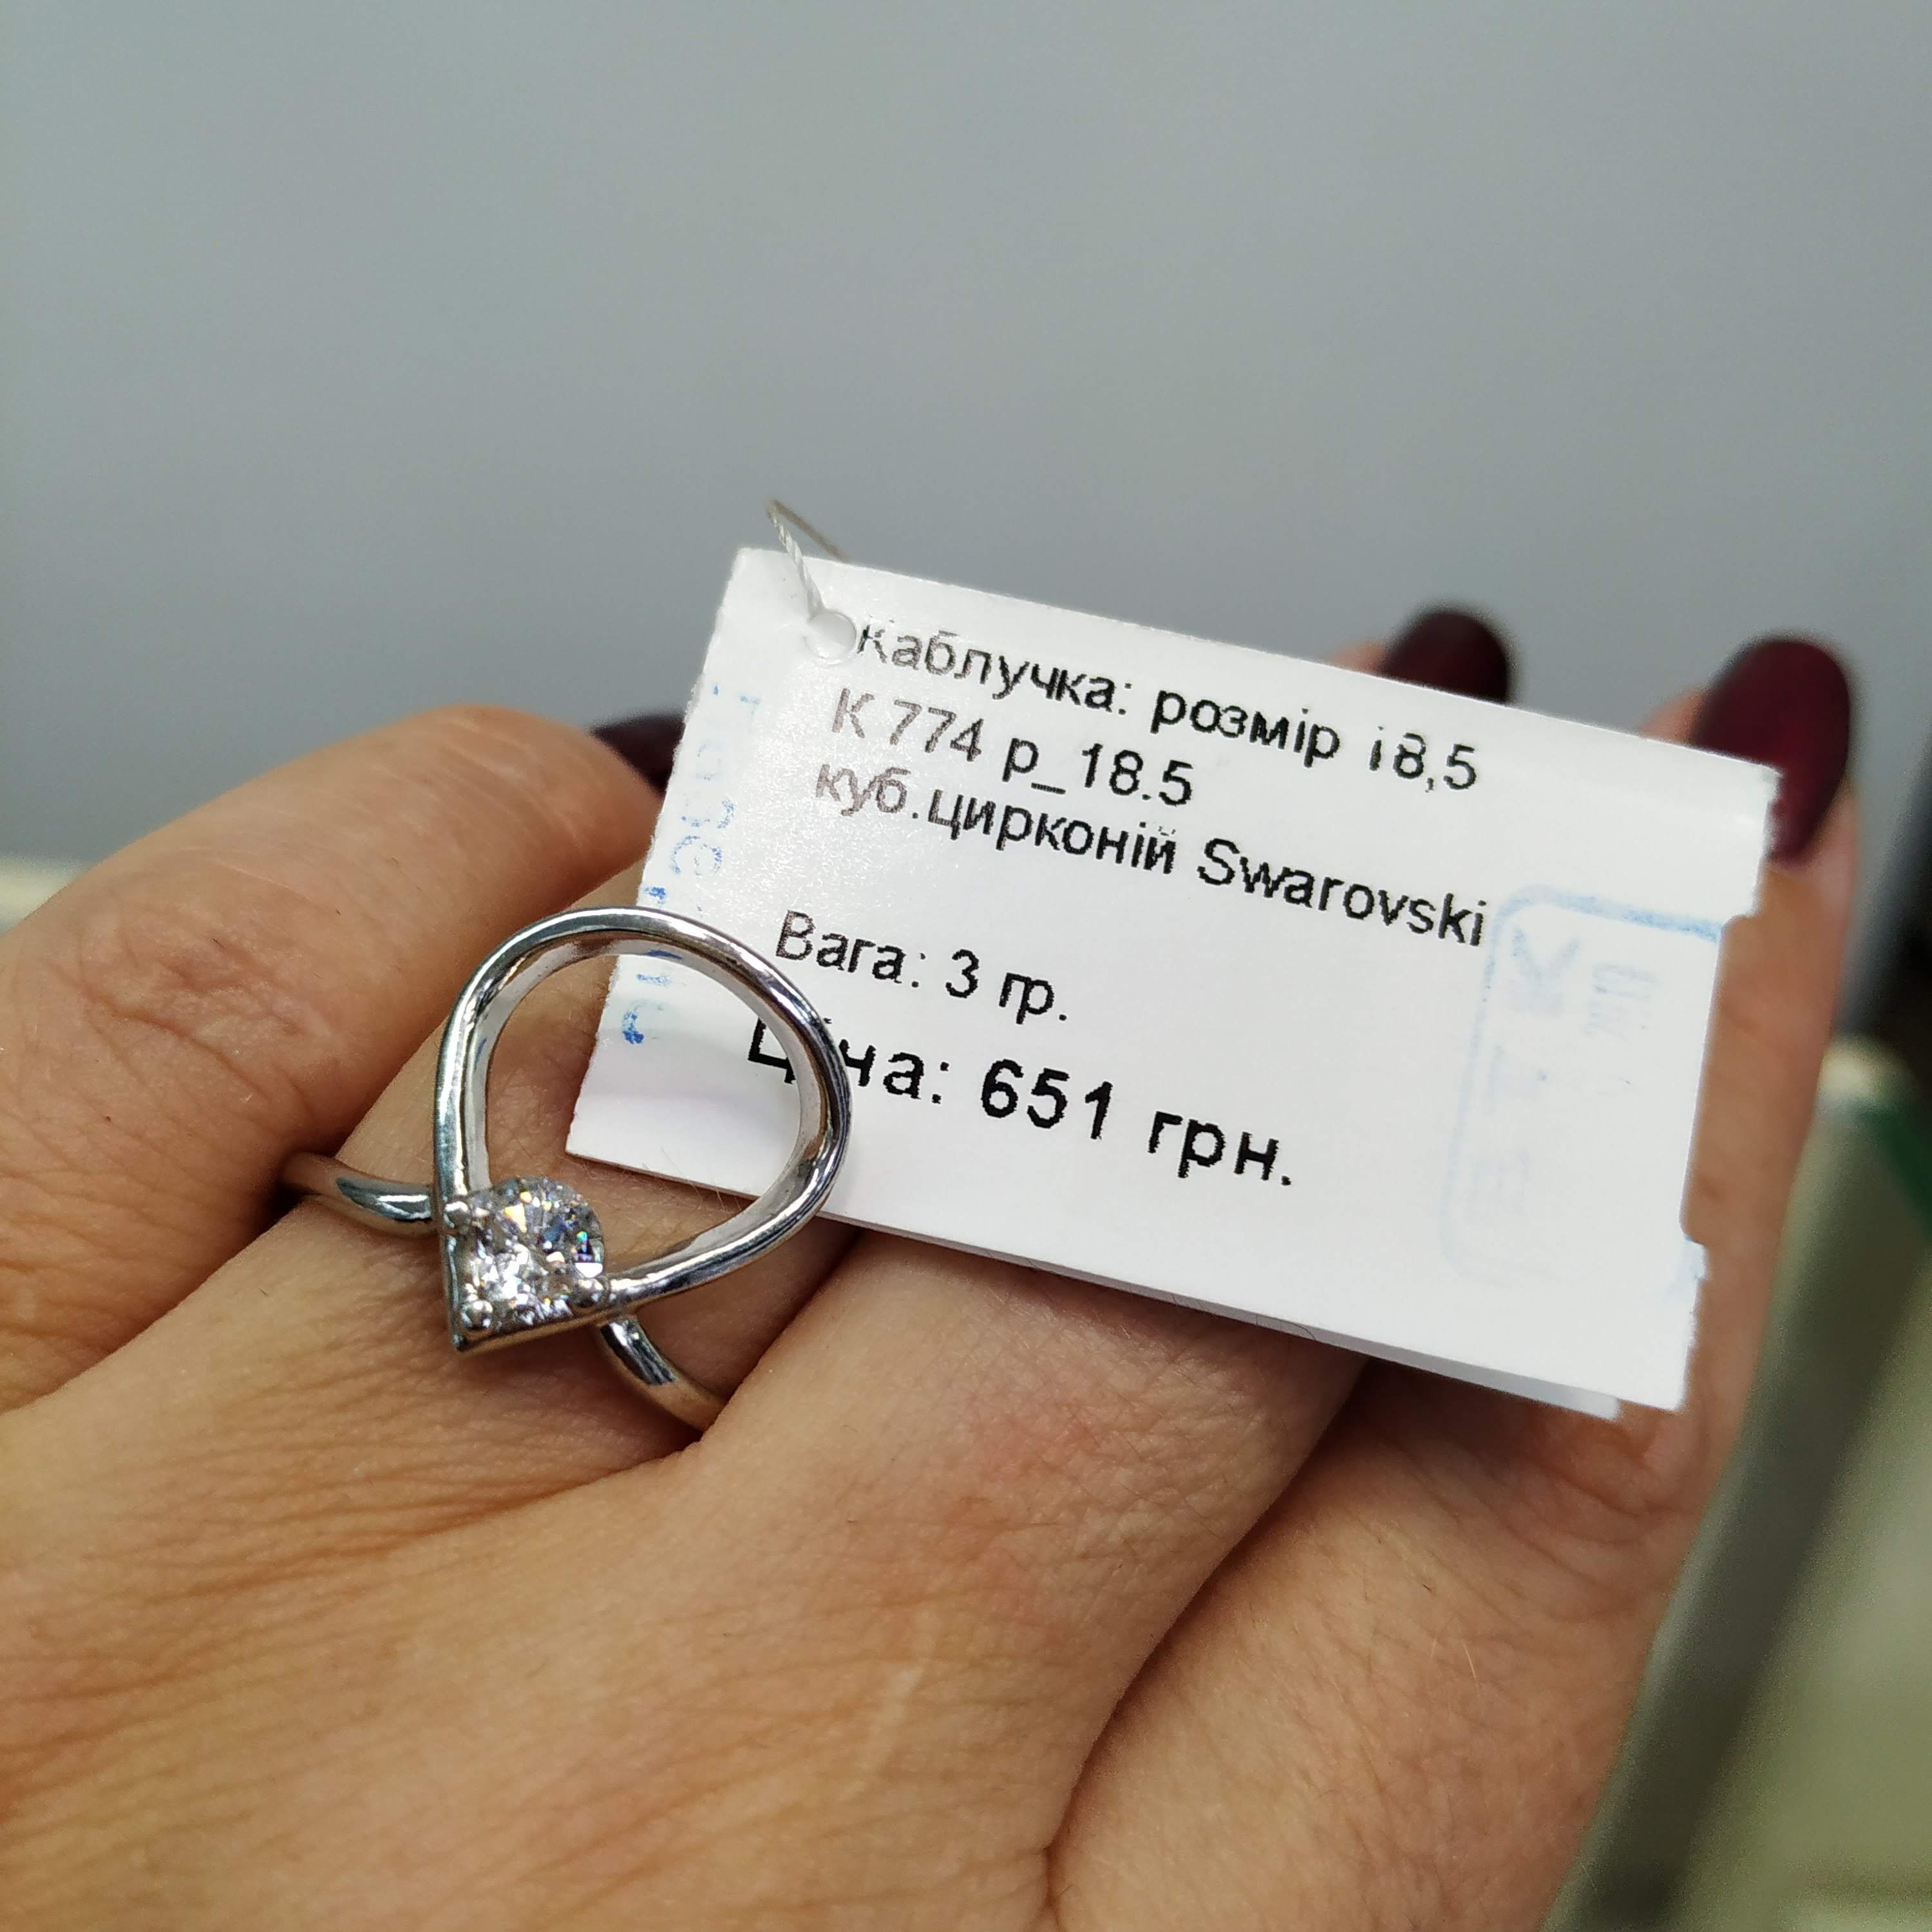 Каблучка: розмір 18,5
К 774 р_18.5
куб.цирконій Swarovski
Вага: 3 гр.
Ціна: 651 грн.